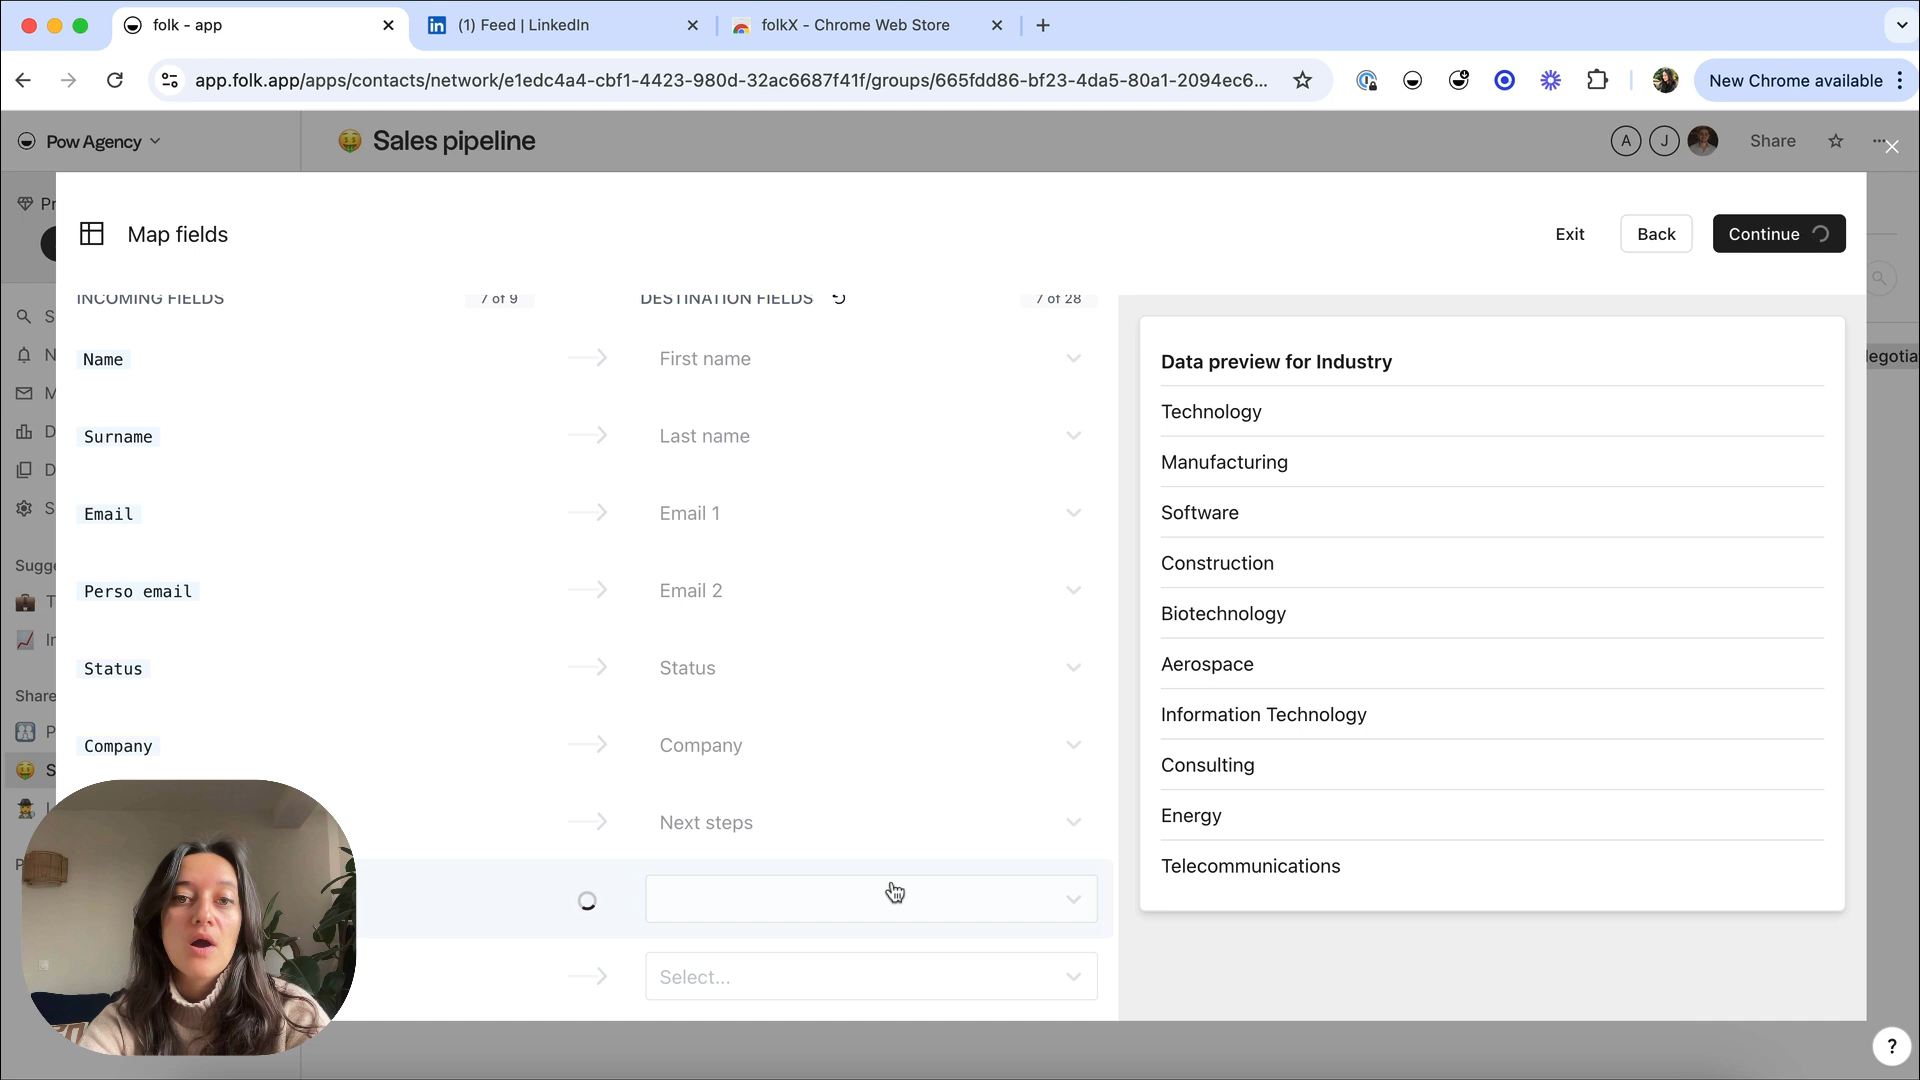 folk - app
(1) Feed | LinkedIn
folkX - Chrome Web Store
app.folk.app/apps/contacts/network/e1edc4a4-cbf1-4423-980d-32ac6687f41f/groups/665fdd86-bf23-4da5-80a1-2094ec6...
New Chrome available
Pow Agency
Sales pipeline
A
J
Share
Pr
Map fields
Exit
Back
Continue
INCOMING FIELDS
7 of 9
DESTINATION FIELDS
7 of 28
Name
First name
Surname
Last name
Email
Email 1
Perso email
Email 2
Status
Status
Company
Company
Next steps
Select...
Data preview for Industry
Technology
Manufacturing
Software
Construction
Biotechnology
Aerospace
Information Technology
Consulting
Energy
Telecommunications
S
N
M
D
D
S
Sugge
T
In
Share
P
S
L
P
egotia
?